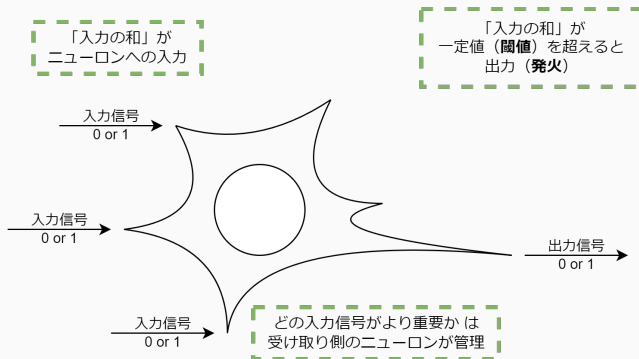 「入力の和」が
ニューロンへの入力
「入力の和」が
一定値（閾値）を超えると
出力（発火）
入力信号
0 or 1
入力信号
0 or 1
出力信号
0 or 1
入力信号
0 or 1
どの入力信号がより重要か は
受け取り側のニューロンが管理